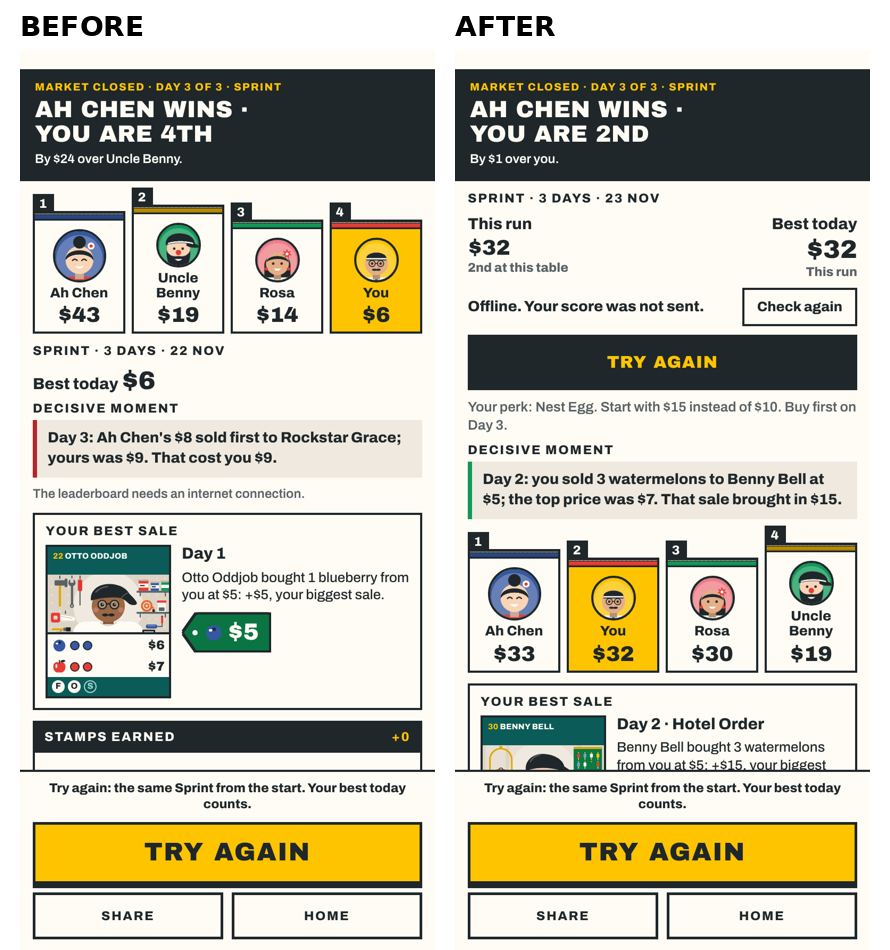 BEFORE
MARKET CLOSED · DAY 3 OF 3 · SPRINT
AH CHEN WINS ·
YOU ARE 4TH
By $24 over Uncle Benny.
1
Ah Chen
$43
2
Uncle
Benny
$19
3
Rosa
$14
4
You
$6
SPRINT · 3 DAYS · 22 NOV
Best today $6
DECISIVE MOMENT
Day 3: Ah Chen's $8 sold first to Rockstar Grace;
yours was $9. That cost you $9.
The leaderboard needs an internet connection.
YOUR BEST SALE
22 OTTO ODDJOB
$6
$7
F O S
Day 1
Otto Oddjob bought 1 blueberry from
you at $5: +$5, your biggest sale.
$5
STAMPS EARNED +0
Try again: the same Sprint from the start. Your best today
counts.
TRY AGAIN
SHARE
HOME
AFTER
MARKET CLOSED · DAY 3 OF 3 · SPRINT
AH CHEN WINS ·
YOU ARE 2ND
By $1 over you.
SPRINT · 3 DAYS · 23 NOV
This run
$32
2nd at this table
Best today
$32
This run
Offline. Your score was not sent.
Check again
TRY AGAIN
Your perk: Nest Egg. Start with $15 instead of $10. Buy first on
Day 3.
DECISIVE MOMENT
Day 2: you sold 3 watermelons to Benny Bell at
$5; the top price was $7. That sale brought in $15.
1
Ah Chen
$33
2
You
$32
3
Rosa
$30
4
Uncle
Benny
$19
YOUR BEST SALE
30 BENNY BELL
Day 2 · Hotel Order
Benny Bell bought 3 watermelons
from you at $5: +$15, your biggest
Try again: the same Sprint from the start. Your best today
counts.
TRY AGAIN
SHARE
HOME